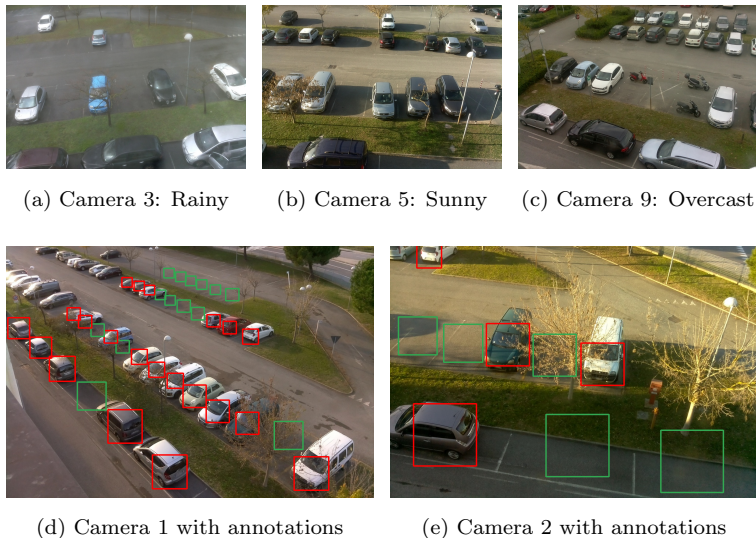 (a) Camera 3: Rainy
(b) Camera 5: Sunny
(c) Camera 9: Overcast
(d) Camera 1 with annotations
(e) Camera 2 with annotations